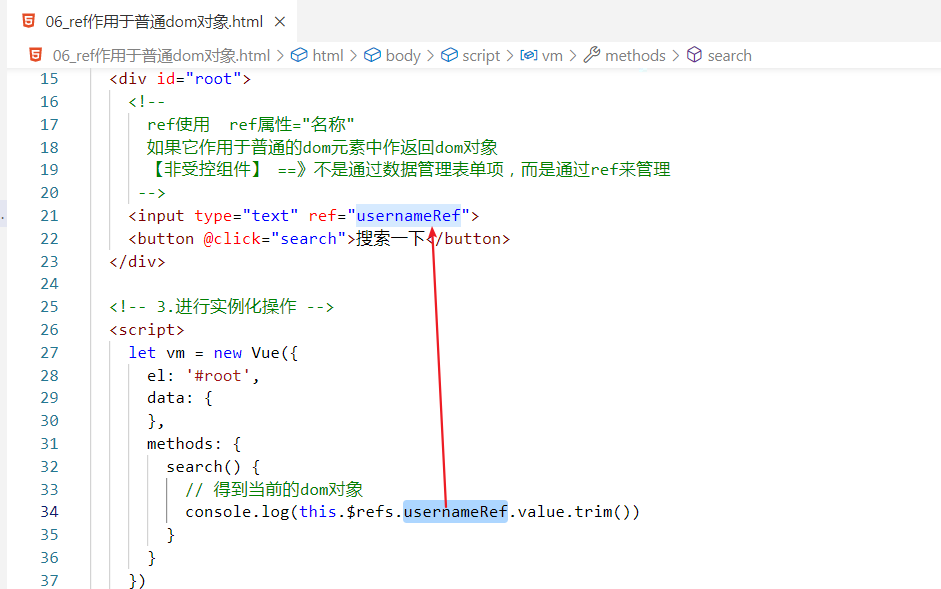 06_ref作用于普通dom对象.html ×
06_ref作用于普通dom对象.html > html > body > script > vm > methods > search
15 <div id="root">
16 <!--
17 ref使用  ref属性="名称"
18 如果它作用于普通的dom元素中作返回dom对象
19 【非受控组件】 ==》不是通过数据管理表单项，而是通过ref来管理
20 -->
21 <input type="text" ref="usernameRef">
22 <button @click="search">搜索一下</button>
23 </div>
24
25 <!-- 3.进行实例化操作 -->
26 <script>
27 let vm = new Vue({
28 el: '#root',
29 data: {
30 },
31 methods: {
32 search() {
33 // 得到当前的dom对象
34 console.log(this.$refs.usernameRef.value.trim())
35 }
36 }
37 })